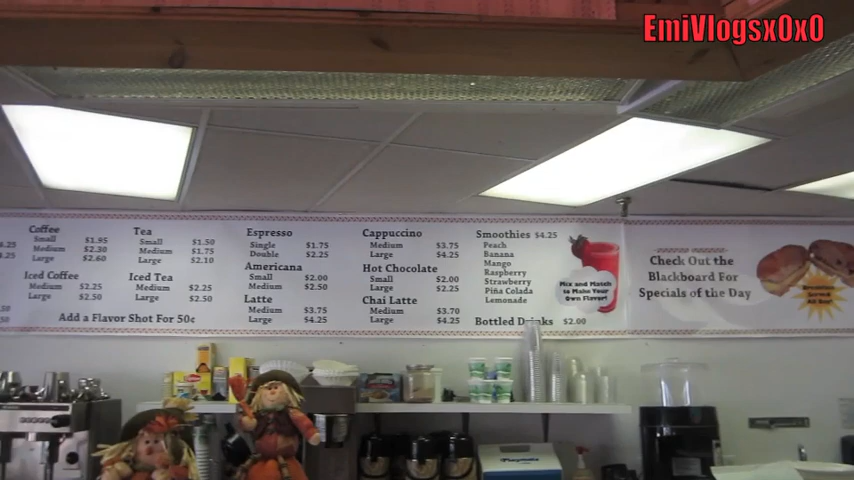 EmiVlogsx0x0
Coffee
Small $1.95
Medium $2.30
Large $2.60
Iced Coffee
Medium $2.25
Large $2.50
Tea
Small $1.50
Medium $1.75
Large $2.10
Iced Tea
Medium $2.25
Large $2.50
Add a Flavor Shot For 50¢
Espresso
Single $1.75
Double $2.25
Americana
Small $2.00
Medium $2.50
Latte
Medium $3.75
Large $4.25
Cappuccino
Medium $3.75
Large $4.25
Hot Chocolate
Small $2.00
Large $2.25
Chai Latte
Medium $3.70
Large $4.25
Smoothies $4.25
Peach
Banana
Mango
Raspberry
Strawberry
Piña Colada
Lemonade
Bottled Drinks $2.00
Mix and Match
to Make Your
Own Flavor!
Check Out the
Blackboard For
Specials of the Day
Breakfast
Served
All Day!